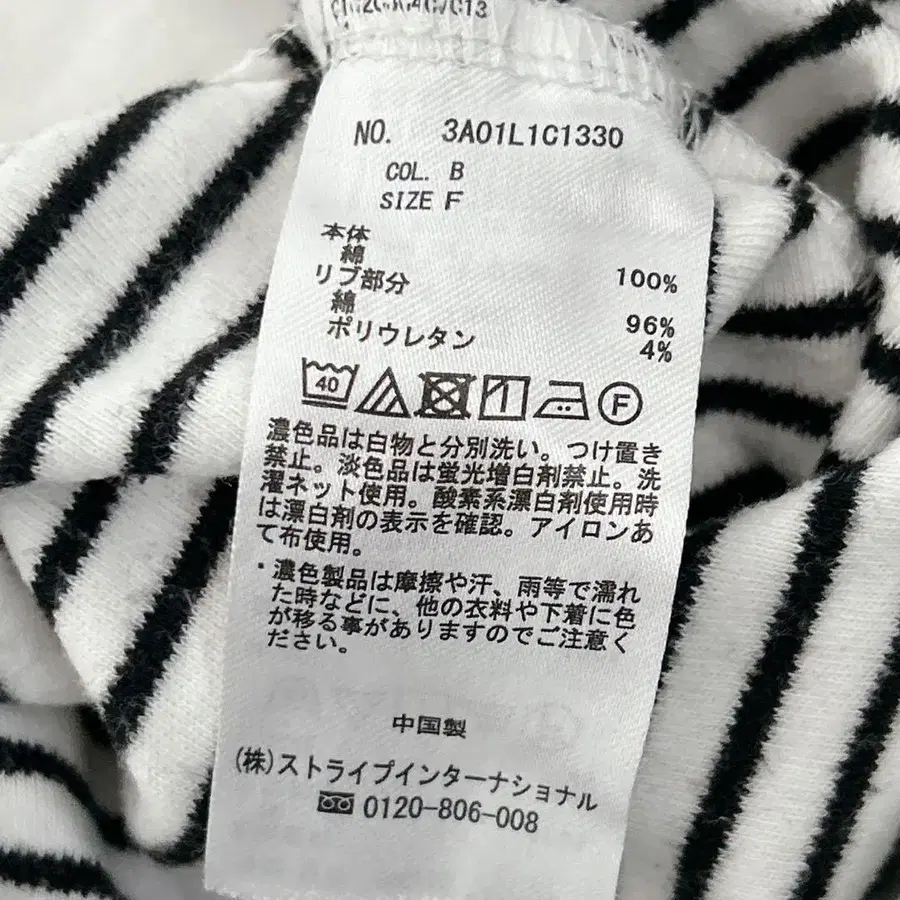 NO. 3A01L1C1330
COL. B
SIZE F
本体
綿 100%
リブ部分
綿 96%
ポリウレタン 4%
40 F
濃色品は白物と分別洗い。つけ置き
禁止。淡色品は蛍光増白剤禁止。洗
濯ネット使用。酸素系漂白剤使用時
は漂白剤の表示を確認。アイロンあ
て布使用。
・濃色製品は摩擦や汗、雨等で濡れ
た時などに、他の衣料や下着に色
が移る事がありますのでご注意く
ださい。
中国製
(株)ストライプインターナショナル
0120-806-008